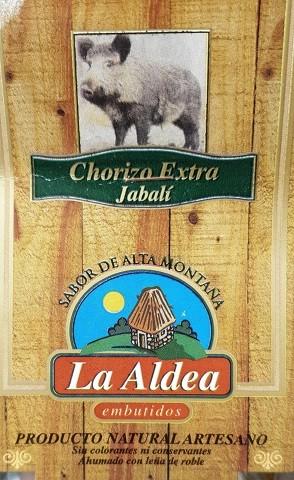 Chorizo Extra
Jabalí
SABOR DE ALTA MONTAÑA
La Aldea
embutidos
PRODUCTO NATURAL ARTESANO
Sin colorantes ni conservantes
Ahumado con leña de roble